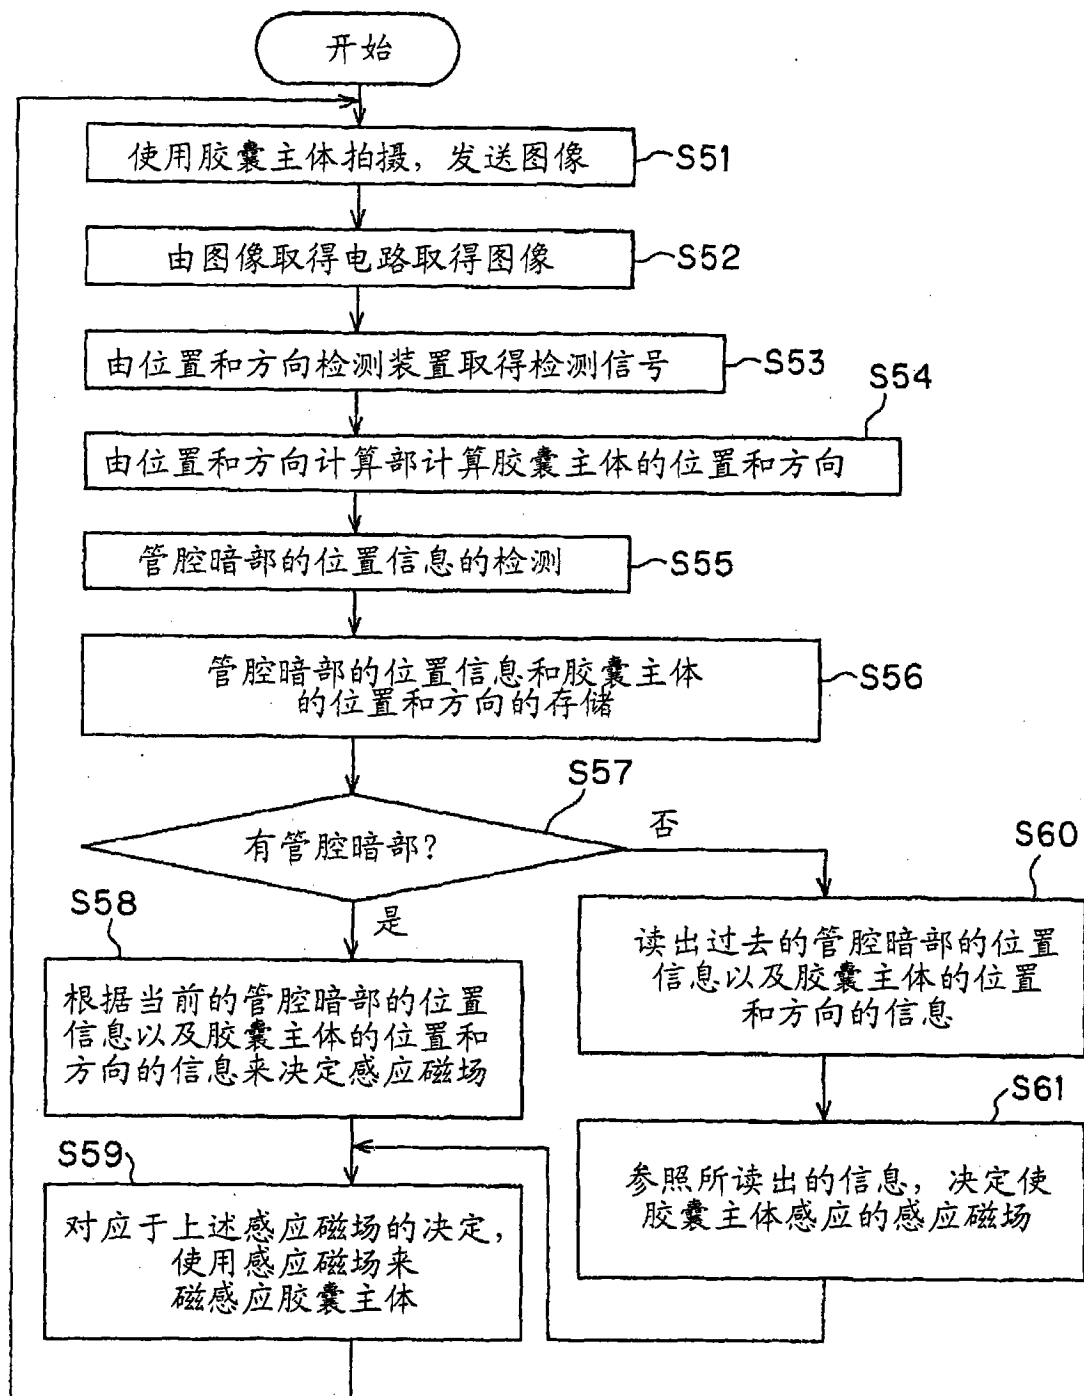 开始
使用胶囊主体拍摄，发送图像
S51
由图像取得电路取得图像
S52
由位置和方向检测装置取得检测信号
S53
S54
由位置和方向计算部计算胶囊主体的位置和方向
管腔暗部的位置信息的检测
S55
管腔暗部的位置信息和胶囊主体
的位置和方向的存储
S56
S57
有管腔暗部？
否
是
S58
根据当前的管腔暗部的位置
信息以及胶囊主体的位置和
方向的信息来决定感应磁场
S60
读出过去的管腔暗部的位置
信息以及胶囊主体的位置
和方向的信息
S61
参照所读出的信息，决定使
胶囊主体感应的感应磁场
S59
对应于上述感应磁场的决定，
使用感应磁场来
磁感应胶囊主体